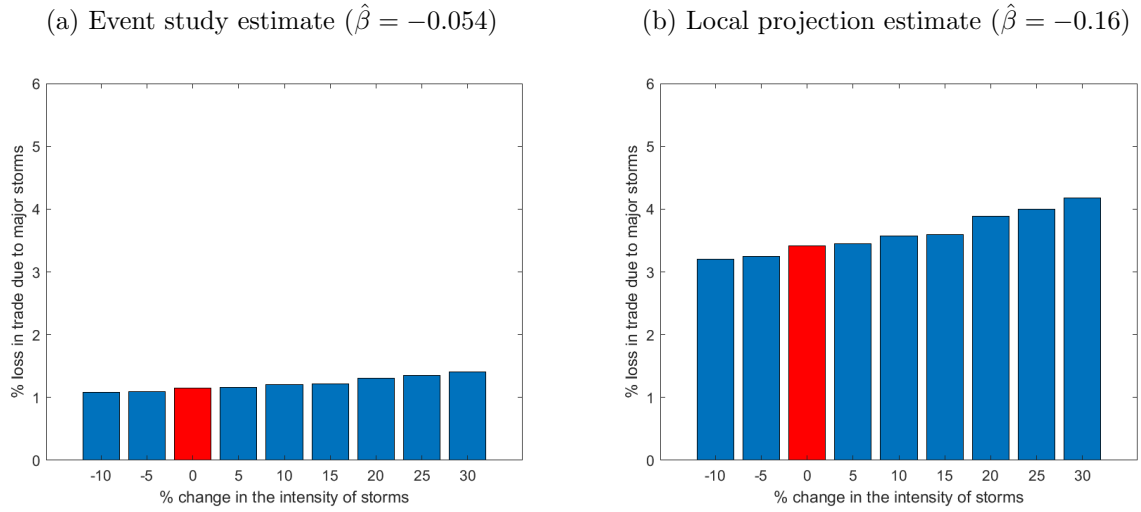 (a) Event study estimate (β̂ = −0.054)
6
5
4
3
2
1
0
% loss in trade due to major storms
-10 -5 0 5 10 15 20 25 30
% change in the intensity of storms
(b) Local projection estimate (β̂ = −0.16)
6
5
4
3
2
1
0
% loss in trade due to major storms
-10 -5 0 5 10 15 20 25 30
% change in the intensity of storms